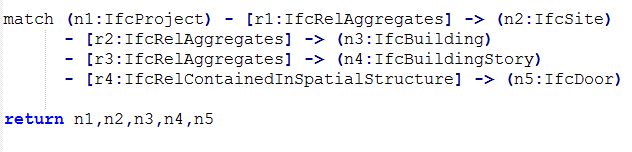 match (n1:IfcProject) - [r1:IfcRelAggregates] -> (n2:IfcSite)
- [r2:IfcRelAggregates] -> (n3:IfcBuilding)
- [r3:IfcRelAggregates] -> (n4:IfcBuildingStory)
- [r4:IfcRelContainedInSpatialStructure] -> (n5:IfcDoor)
return n1,n2,n3,n4,n5